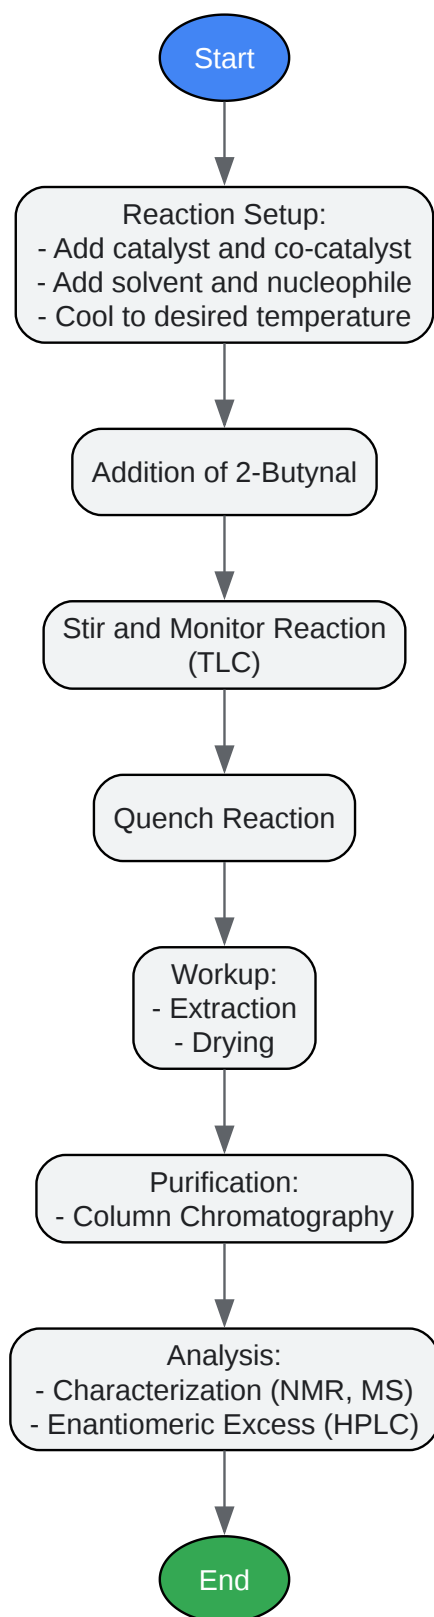 Start
Reaction Setup:
- Add catalyst and co-catalyst
- Add solvent and nucleophile
- Cool to desired temperature
Addition of 2-Butynal
Stir and Monitor Reaction
(TLC)
Quench Reaction
Workup:
- Extraction
- Drying
Purification:
- Column Chromatography
Analysis:
- Characterization (NMR, MS)
- Enantiomeric Excess (HPLC)
End